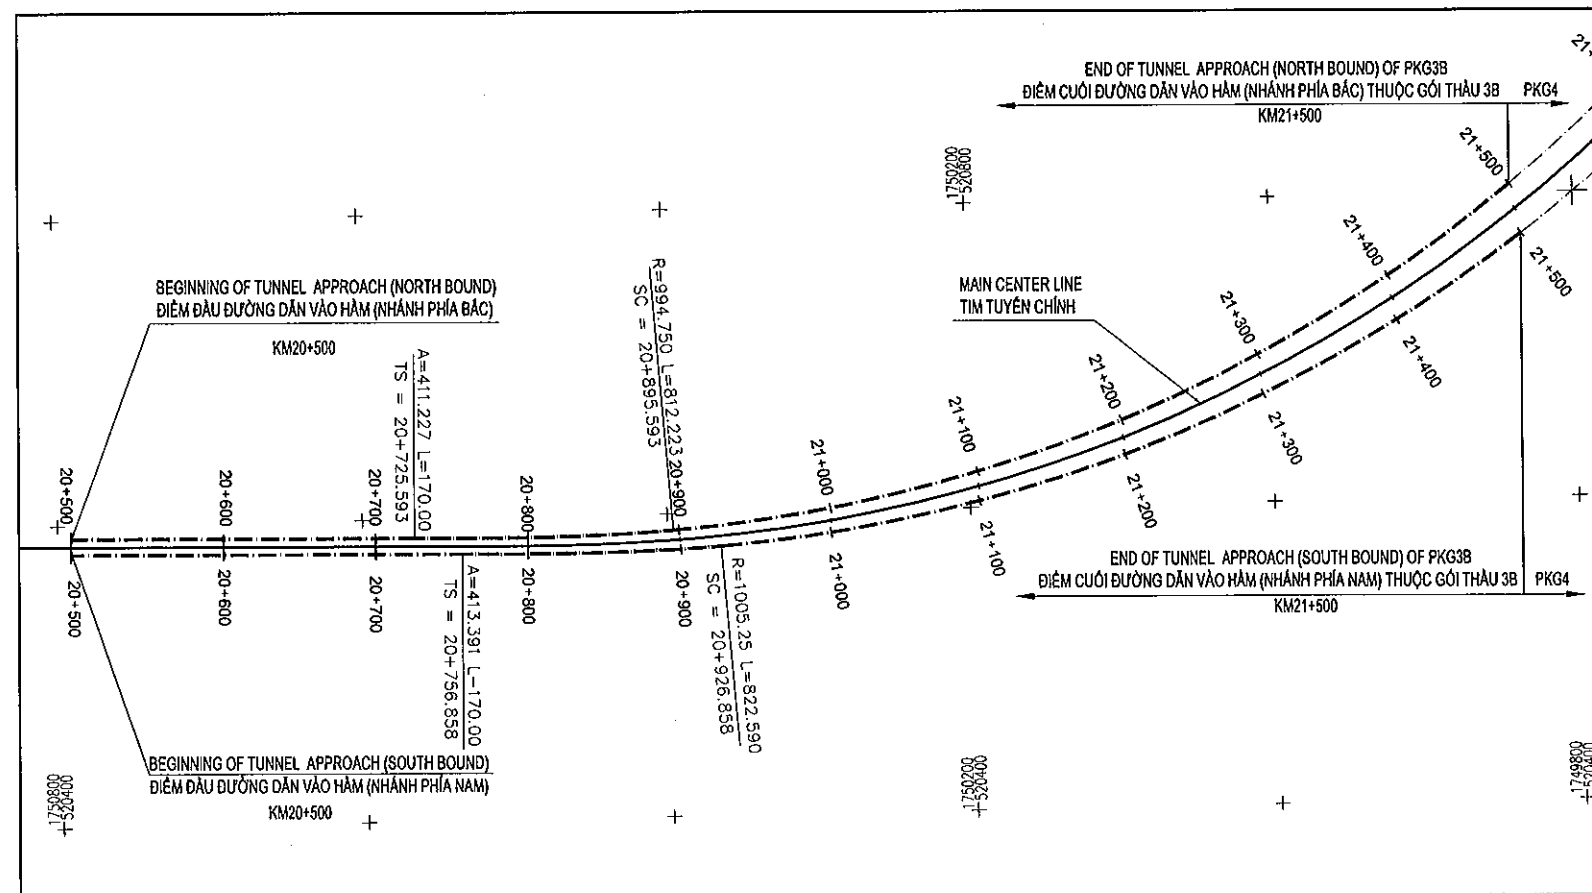 END OF TUNNEL APPROACH (NORTH BOUND) OF PKG3B
ĐIỂM CUỐI ĐƯỜNG DẪN VÀO HẦM (NHÁNH PHÍA BẮC) THUỘC GÓI THẦU 3B PKG4
KM21+500
21+500
21+500
1750200
520800
21+400
21+400
BEGINNING OF TUNNEL APPROACH (NORTH BOUND)
ĐIỂM ĐẦU ĐƯỜNG DẪN VÀO HẦM (NHÁNH PHÍA BẮC)
KM20+500
R=994.750 L=812.223
SC = 20+895.593
MAIN CENTER LINE
TIM TUYẾN CHÍNH
21+300
21+300
A=411.227 L=170.00
TS = 20+725.593
21+200
21+200
21+100
21+100
20+500
20+600
20+700
20+800
20+900
21+000
20+500
20+600
20+700
20+800
20+900
21+000
A=413.391 L=170.00
TS = 20+756.858
R=1005.25 L=822.590
SC = 20+926.858
END OF TUNNEL APPROACH (SOUTH BOUND) OF PKG3B
ĐIỂM CUỐI ĐƯỜNG DẪN VÀO HẦM (NHÁNH PHÍA NAM) THUỘC GÓI THẦU 3B PKG4
KM21+500
BEGINNING OF TUNNEL APPROACH (SOUTH BOUND)
ĐIỂM ĐẦU ĐƯỜNG DẪN VÀO HẦM (NHÁNH PHÍA NAM)
KM20+500
1750800
520400
1750200
520400
1749800